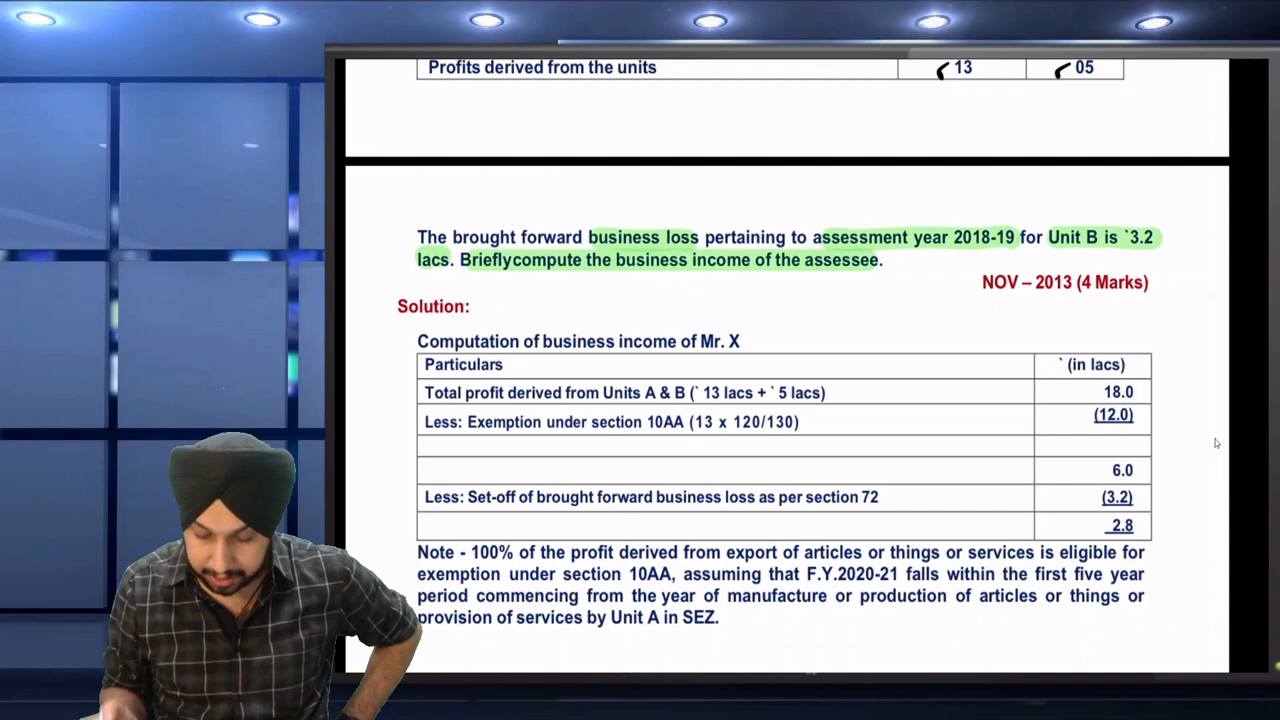 Profits derived from the units 13 05
The brought forward business loss pertaining to assessment year 2018-19 for Unit B is `3.2
lacs. Brieflycompute the business income of the assessee.
NOV – 2013 (4 Marks)
Solution:
Computation of business income of Mr. X
Particulars ` (in lacs)
Total profit derived from Units A & B (` 13 lacs + ` 5 lacs) 18.0
Less: Exemption under section 10AA (13 x 120/130) (12.0)
6.0
Less: Set-off of brought forward business loss as per section 72 (3.2)
2.8
Note - 100% of the profit derived from export of articles or things or services is eligible for
exemption under section 10AA, assuming that F.Y.2020-21 falls within the first five year
period commencing from the year of manufacture or production of articles or things or
provision of services by Unit A in SEZ.